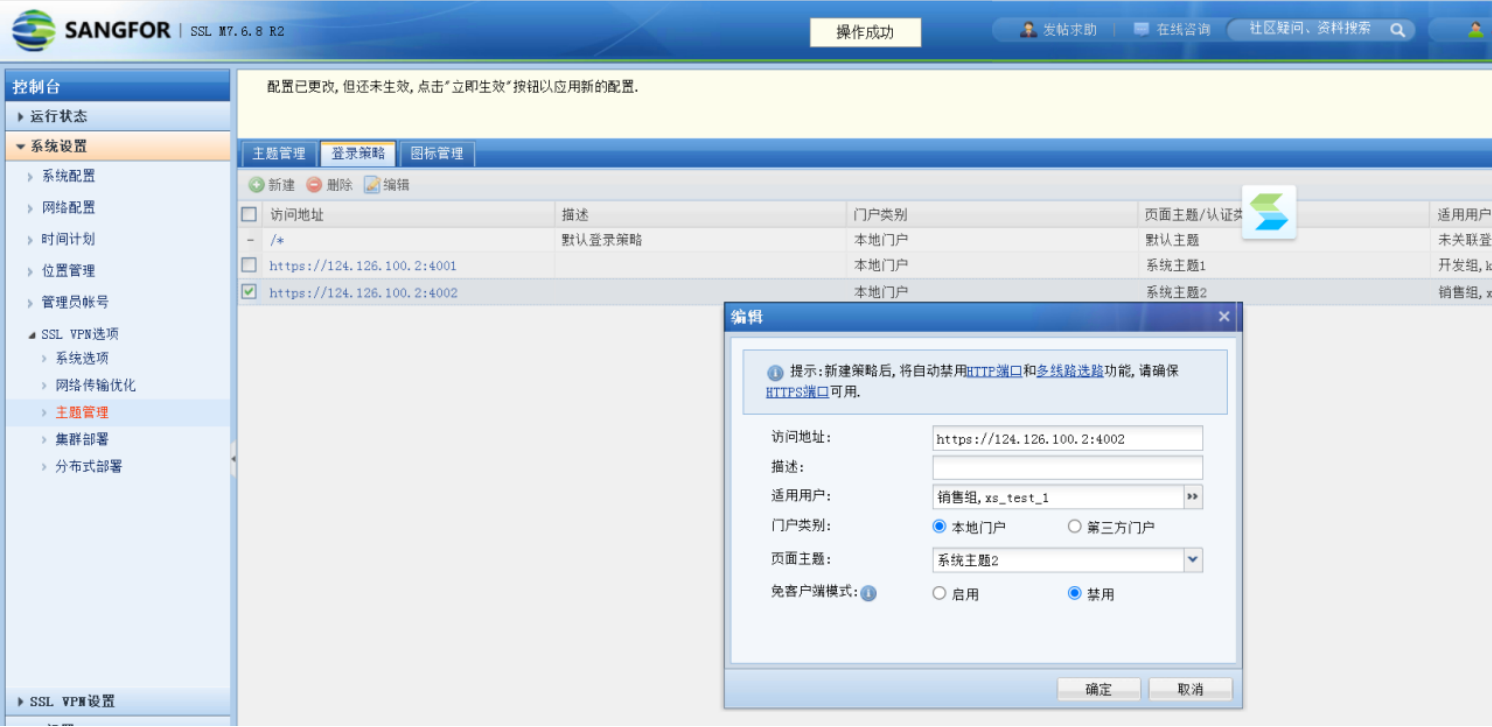 SANGFOR | SSL M7.6.8 R2
操作成功
发帖求助
在线咨询
社区疑问、资料搜索
控制台
配置已更改,但还未生效,点击"立即生效"按钮以应用新的配置.
运行状态
系统设置
系统配置
网络配置
时间计划
位置管理
管理员帐号
SSL VPN选项
系统选项
网络传输优化
主题管理
集群部署
分布式部署
SSL VPN设置
主题管理 登录策略 图标管理
新建 删除 编辑
访问地址 描述 门户类别 页面主题/认证 适用用户
/* 默认登录策略 本地门户 默认主题 未关联登
https://124.126.100.2:4001 本地门户 系统主题1 开发组,k
https://124.126.100.2:4002 本地门户 系统主题2 销售组,x
编辑
提示:新建策略后,将自动禁用HTTP端口和多线路选路功能,请确保
HTTPS端口可用.
访问地址: https://124.126.100.2:4002
描述:
适用用户: 销售组,xs_test_1
门户类别: 本地门户 第三方门户
页面主题: 系统主题2
免客户端模式: 启用 禁用
确定 取消